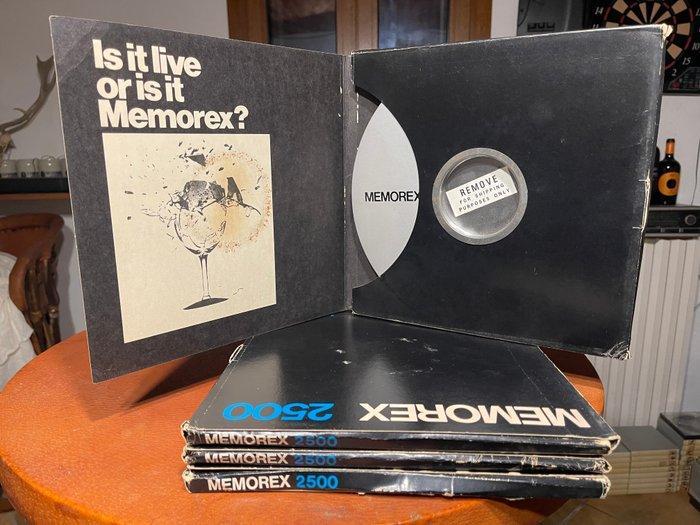 Is it live
or is it
Memorex?
MEMOREX
REMOVE
FOR SHIPPING
PURPOSES ONLY
MEMOREX 2500
MEMOREX 2500
MEMOREX 2500
MEMOREX 2500